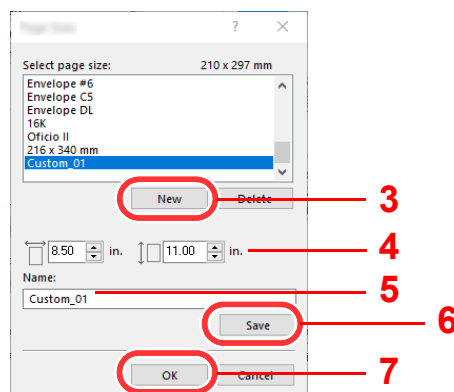 ? ×
Select page size: 210 x 297 mm
Envelope #6
Envelope C5
Envelope DL
16K
Oficio II
216 x 340 mm
Custom_01
New Delete 3
8.50 in. 11.00 in. 4
Name:
Custom_01 5
Save 6
OK Cancel 7